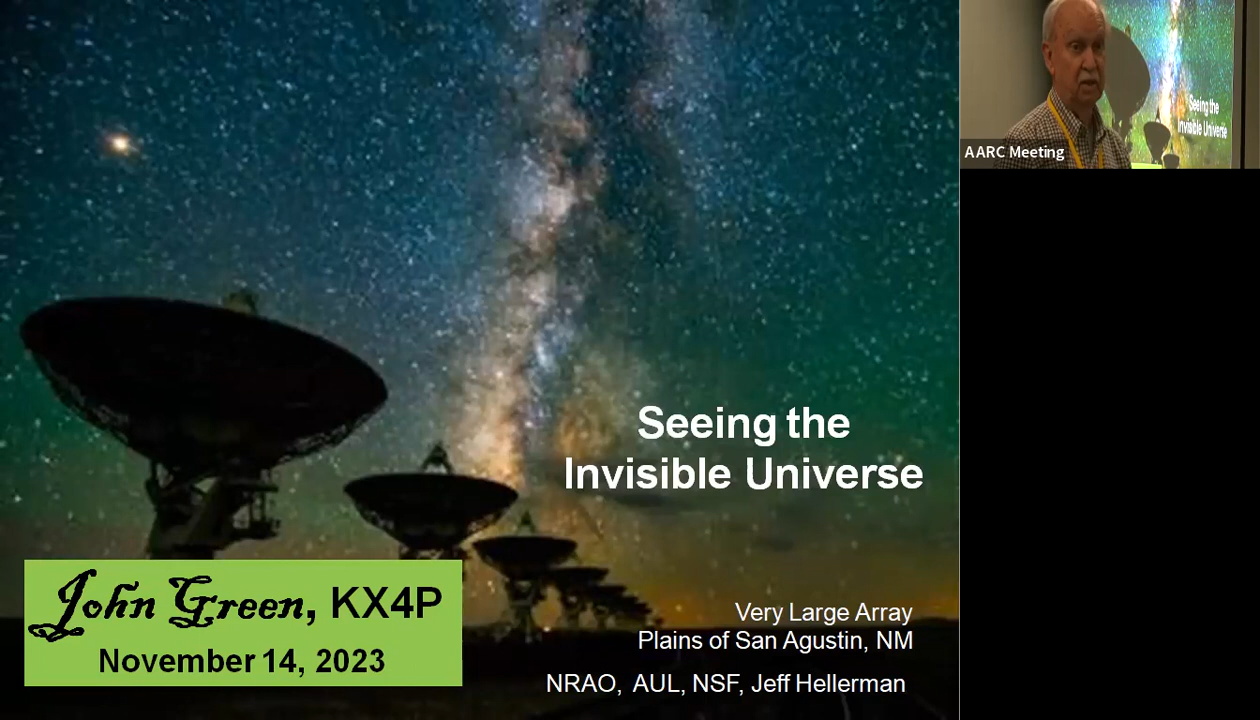 Seeing the
Invisible Universe
John Green, KX4P
November 14, 2023
Very Large Array
Plains of San Agustin, NM
NRAO, AUL, NSF, Jeff Hellerman
Seeing the
Invisible Universe
AARC Meeting